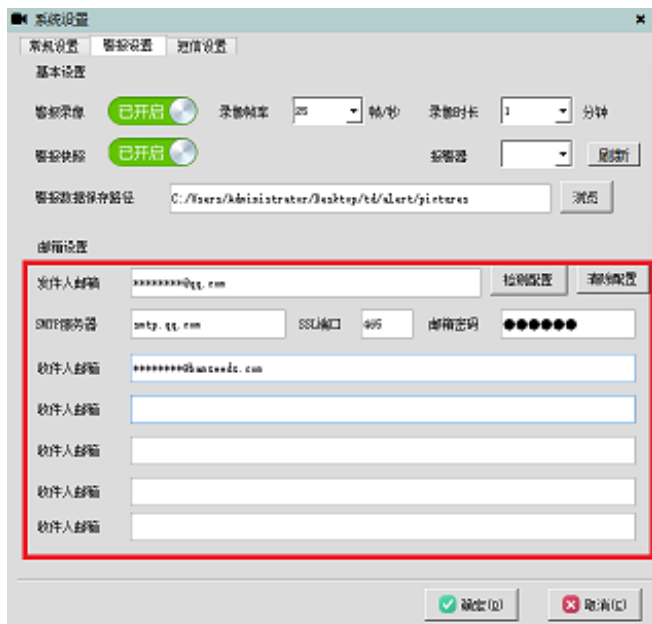 系统设置
常规设置 警报设置 短信设置
基本设置
警报录像 已开启 录像帧率 25 帧/秒 录像时长 1 分钟
警报快照 已开启 报警器 刷新
警报数据保存路径 C:/Users/Administrator/Desktop/td/alert/pictures 浏览
邮箱设置
发件人邮箱 ********@qq.com 检测配置 清除配置
SMTP服务器 smtp.qq.com SSL端口 465 邮箱密码 ●●●●●●
收件人邮箱 ********@hanseedz.com
收件人邮箱
收件人邮箱
收件人邮箱
收件人邮箱
确定(O) 取消(C)